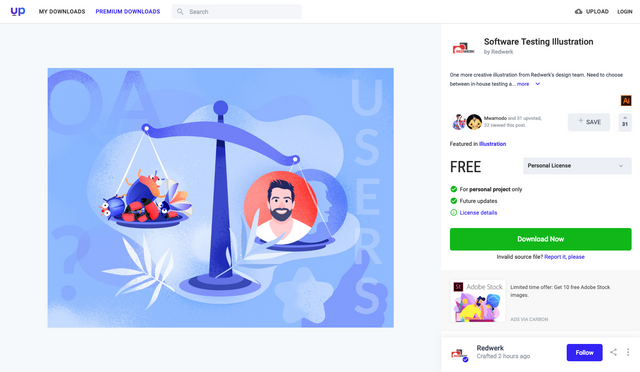 up
MY DOWNLOADS
PREMIUM DOWNLOADS
Search
UPLOAD
LOGIN
QA
?
USERS
Software Testing Illustration
by Redwerk
One more creative illustration from Redwerk's design team. Need to choose
between in-house testing a... more
Ai
Mwamodo and 31 upvoted,
32 viewed this post.
+ SAVE
31
Featured in Illustration
FREE
Personal License
For personal project only
Future updates
License details
Download Now
Invalid source file? Report it, please
St
Adobe Stock
Limited time offer: Get 10 free Adobe Stock
images.
ADS VIA CARBON
Redwerk
Crafted 2 hours ago
Follow